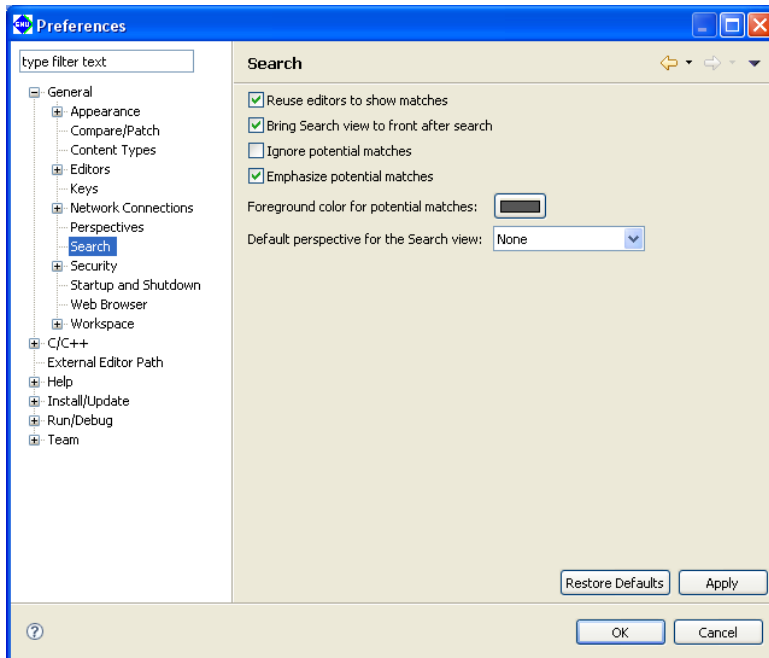 Preferences
type filter text
General
Appearance
Compare/Patch
Content Types
Editors
Keys
Network Connections
Perspectives
Search
Security
Startup and Shutdown
Web Browser
Workspace
C/C++
External Editor Path
Help
Install/Update
Run/Debug
Team
Search
Reuse editors to show matches
Bring Search view to front after search
Ignore potential matches
Emphasize potential matches
Foreground color for potential matches:
Default perspective for the Search view: None
Restore Defaults Apply
OK Cancel